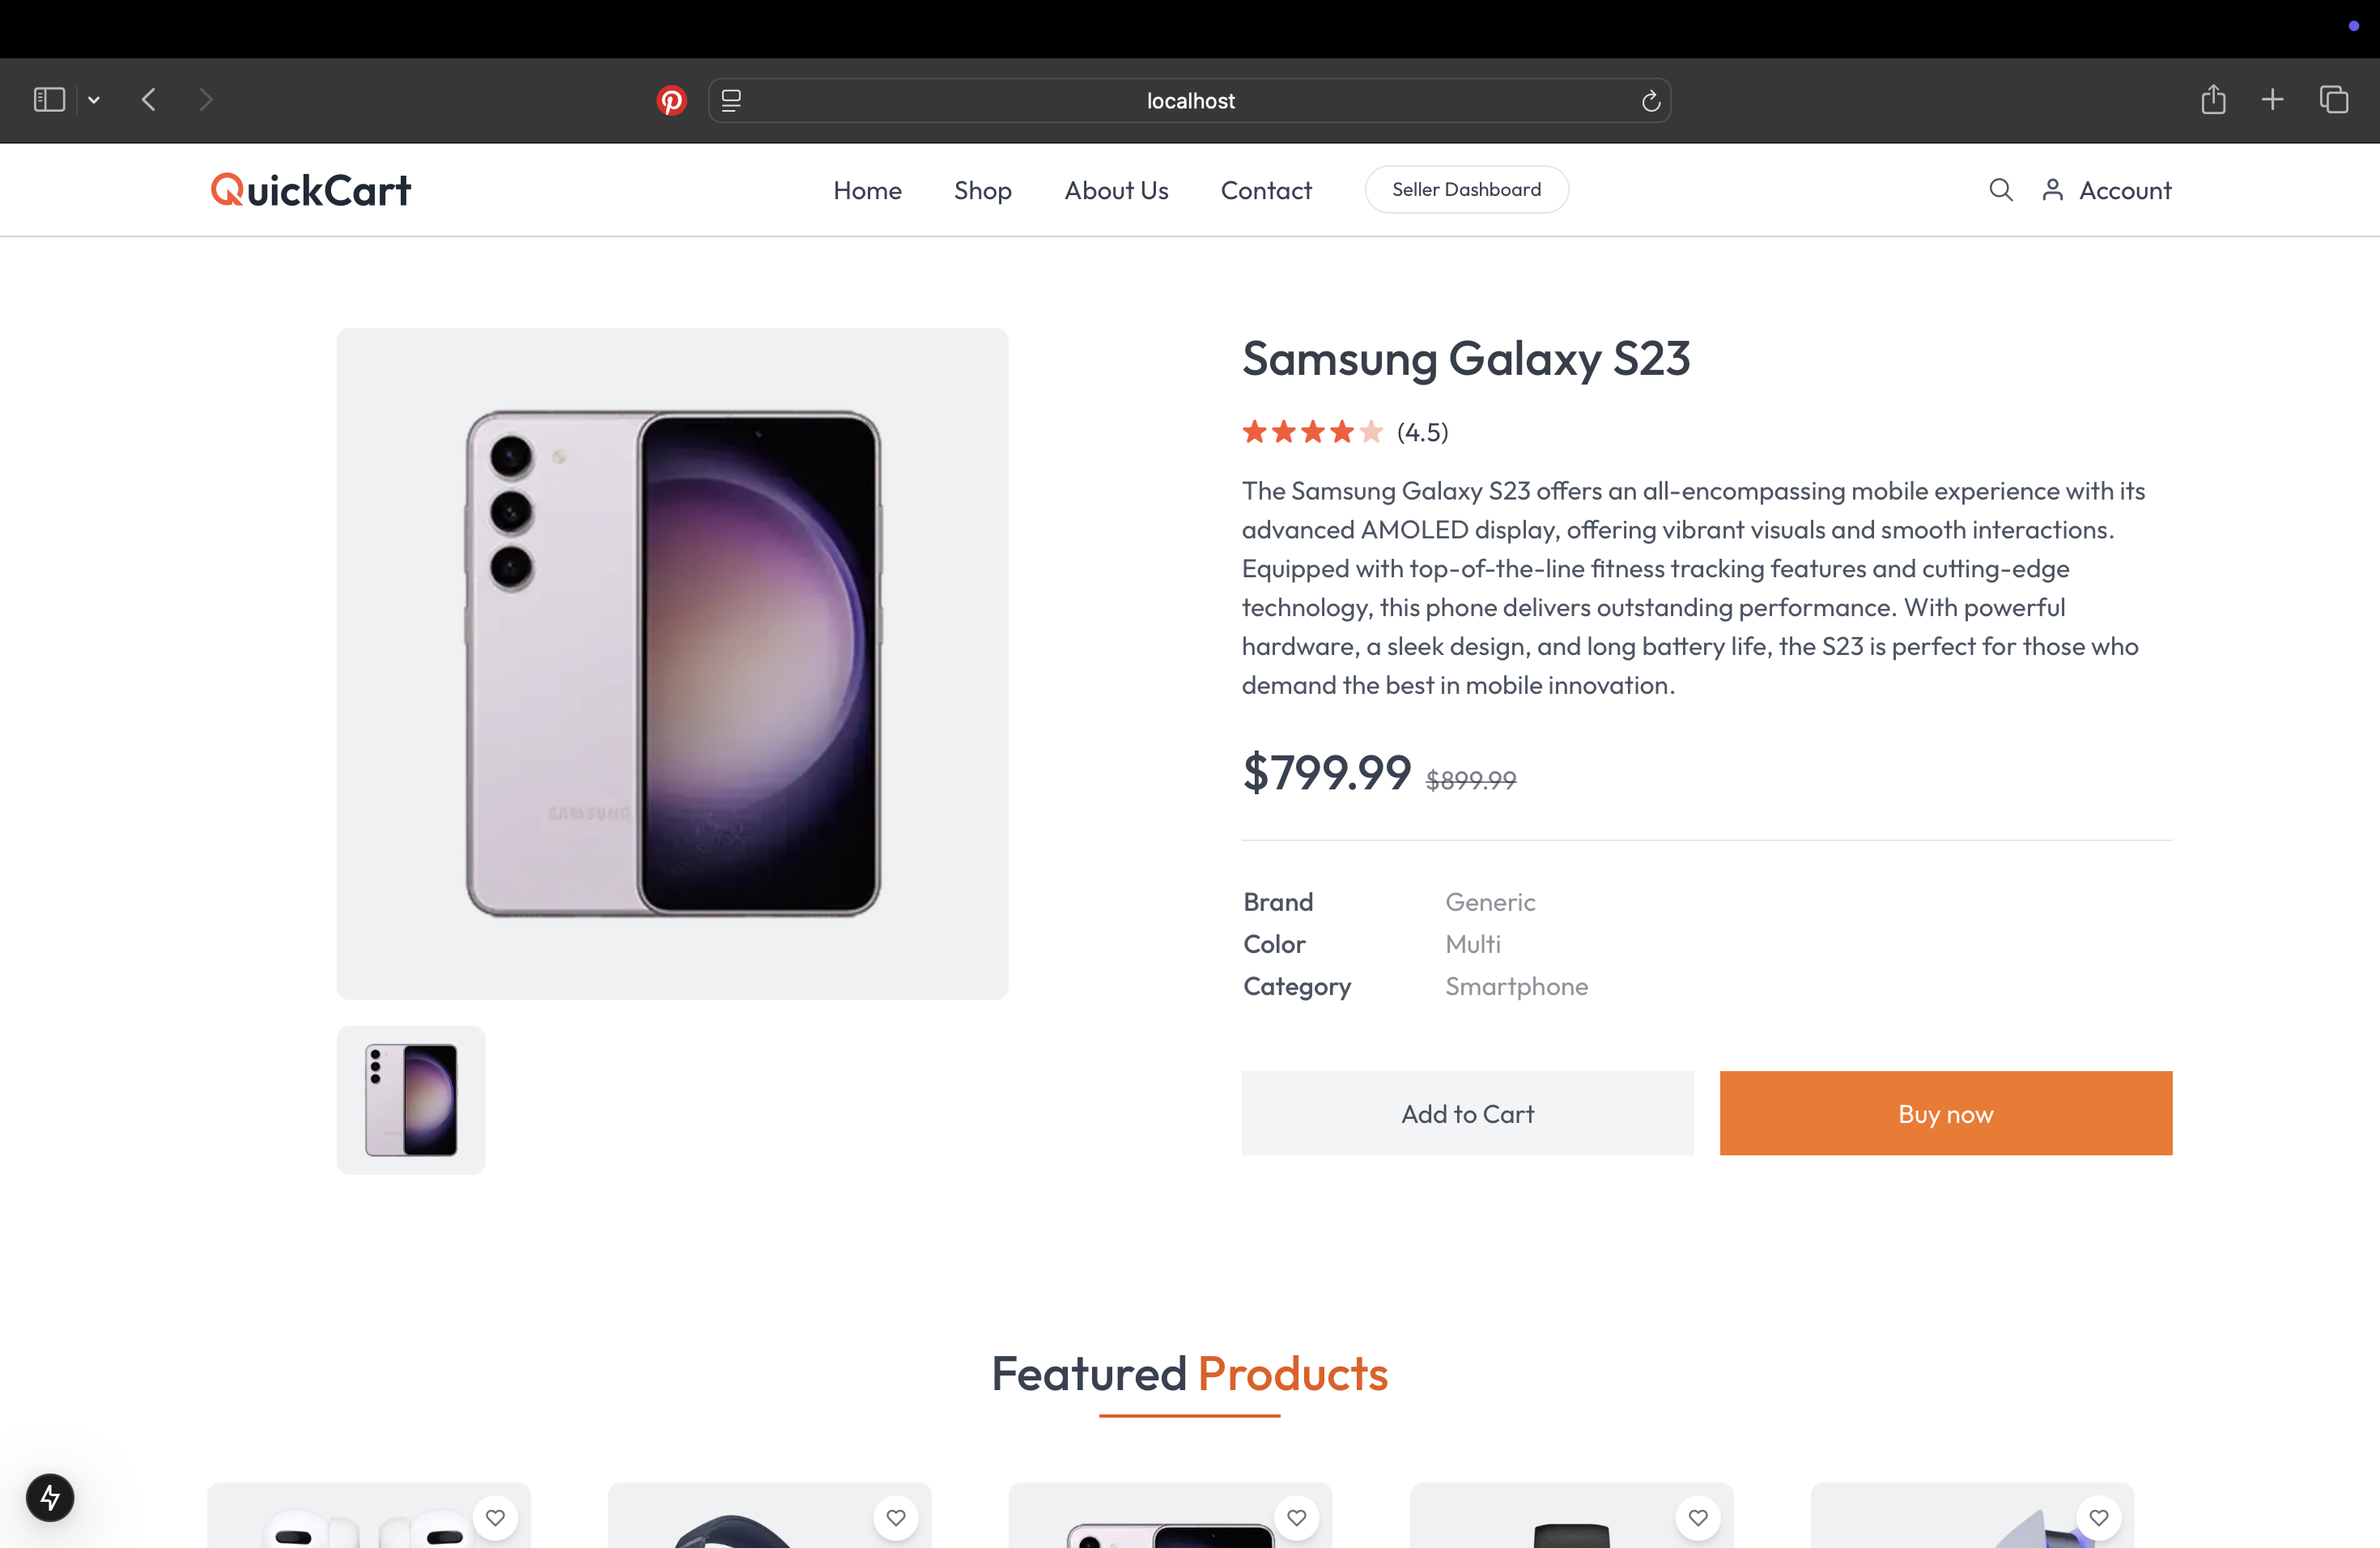 localhost
QuickCart
Home Shop About Us Contact Seller Dashboard Account
Samsung Galaxy S23
(4.5)
The Samsung Galaxy S23 offers an all-encompassing mobile experience with its
advanced AMOLED display, offering vibrant visuals and smooth interactions.
Equipped with top-of-the-line fitness tracking features and cutting-edge
technology, this phone delivers outstanding performance. With powerful
hardware, a sleek design, and long battery life, the S23 is perfect for those who
demand the best in mobile innovation.
SAMSUNG
$799.99 $899.99
Brand Generic
Color Multi
Category Smartphone
Add to Cart Buy now
Featured Products